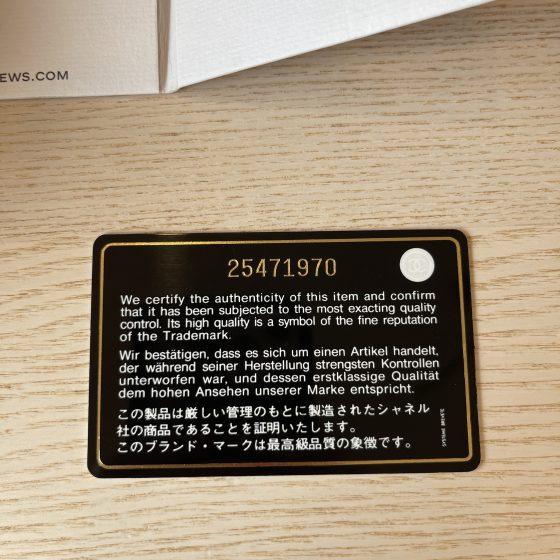 EWS.COM
25471970
We certify the authenticity of this item and confirm
that it has been subjected to the most exacting quality
control. Its high quality is a symbol of the fine reputation
of the Trademark.
Wir bestätigen, dass es sich um einen Artikel handelt,
der während seiner Herstellung strengsten Kontrollen
unterworfen war, und dessen erstklassige Qualität
dem hohen Ansehen unserer Marke entspricht.
この製品は厳しい管理のもとに製造されたシャネル
社の商品であることを証明いたします。
このブランド・マークは最高級品質の象徴です。